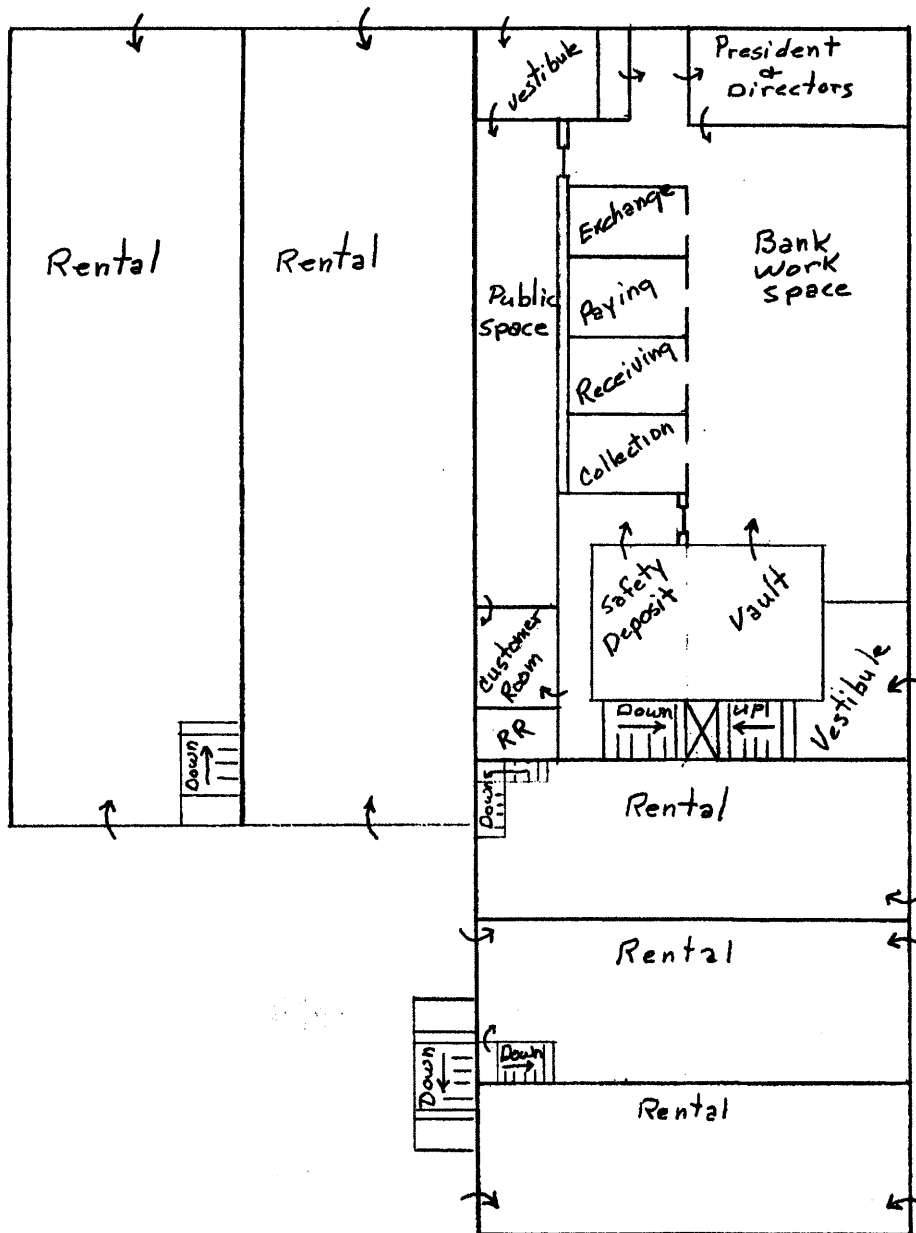 Vestibule
President
&
Directors
Rental
Rental
Public
space
Exchange
Paying
Receiving
Collection
Bank
work
space
Safety
Deposit
Vault
Customer
Room
RR
Down
UP
Vestibule
Down
Down
Rental
Rental
Down
Down
Rental